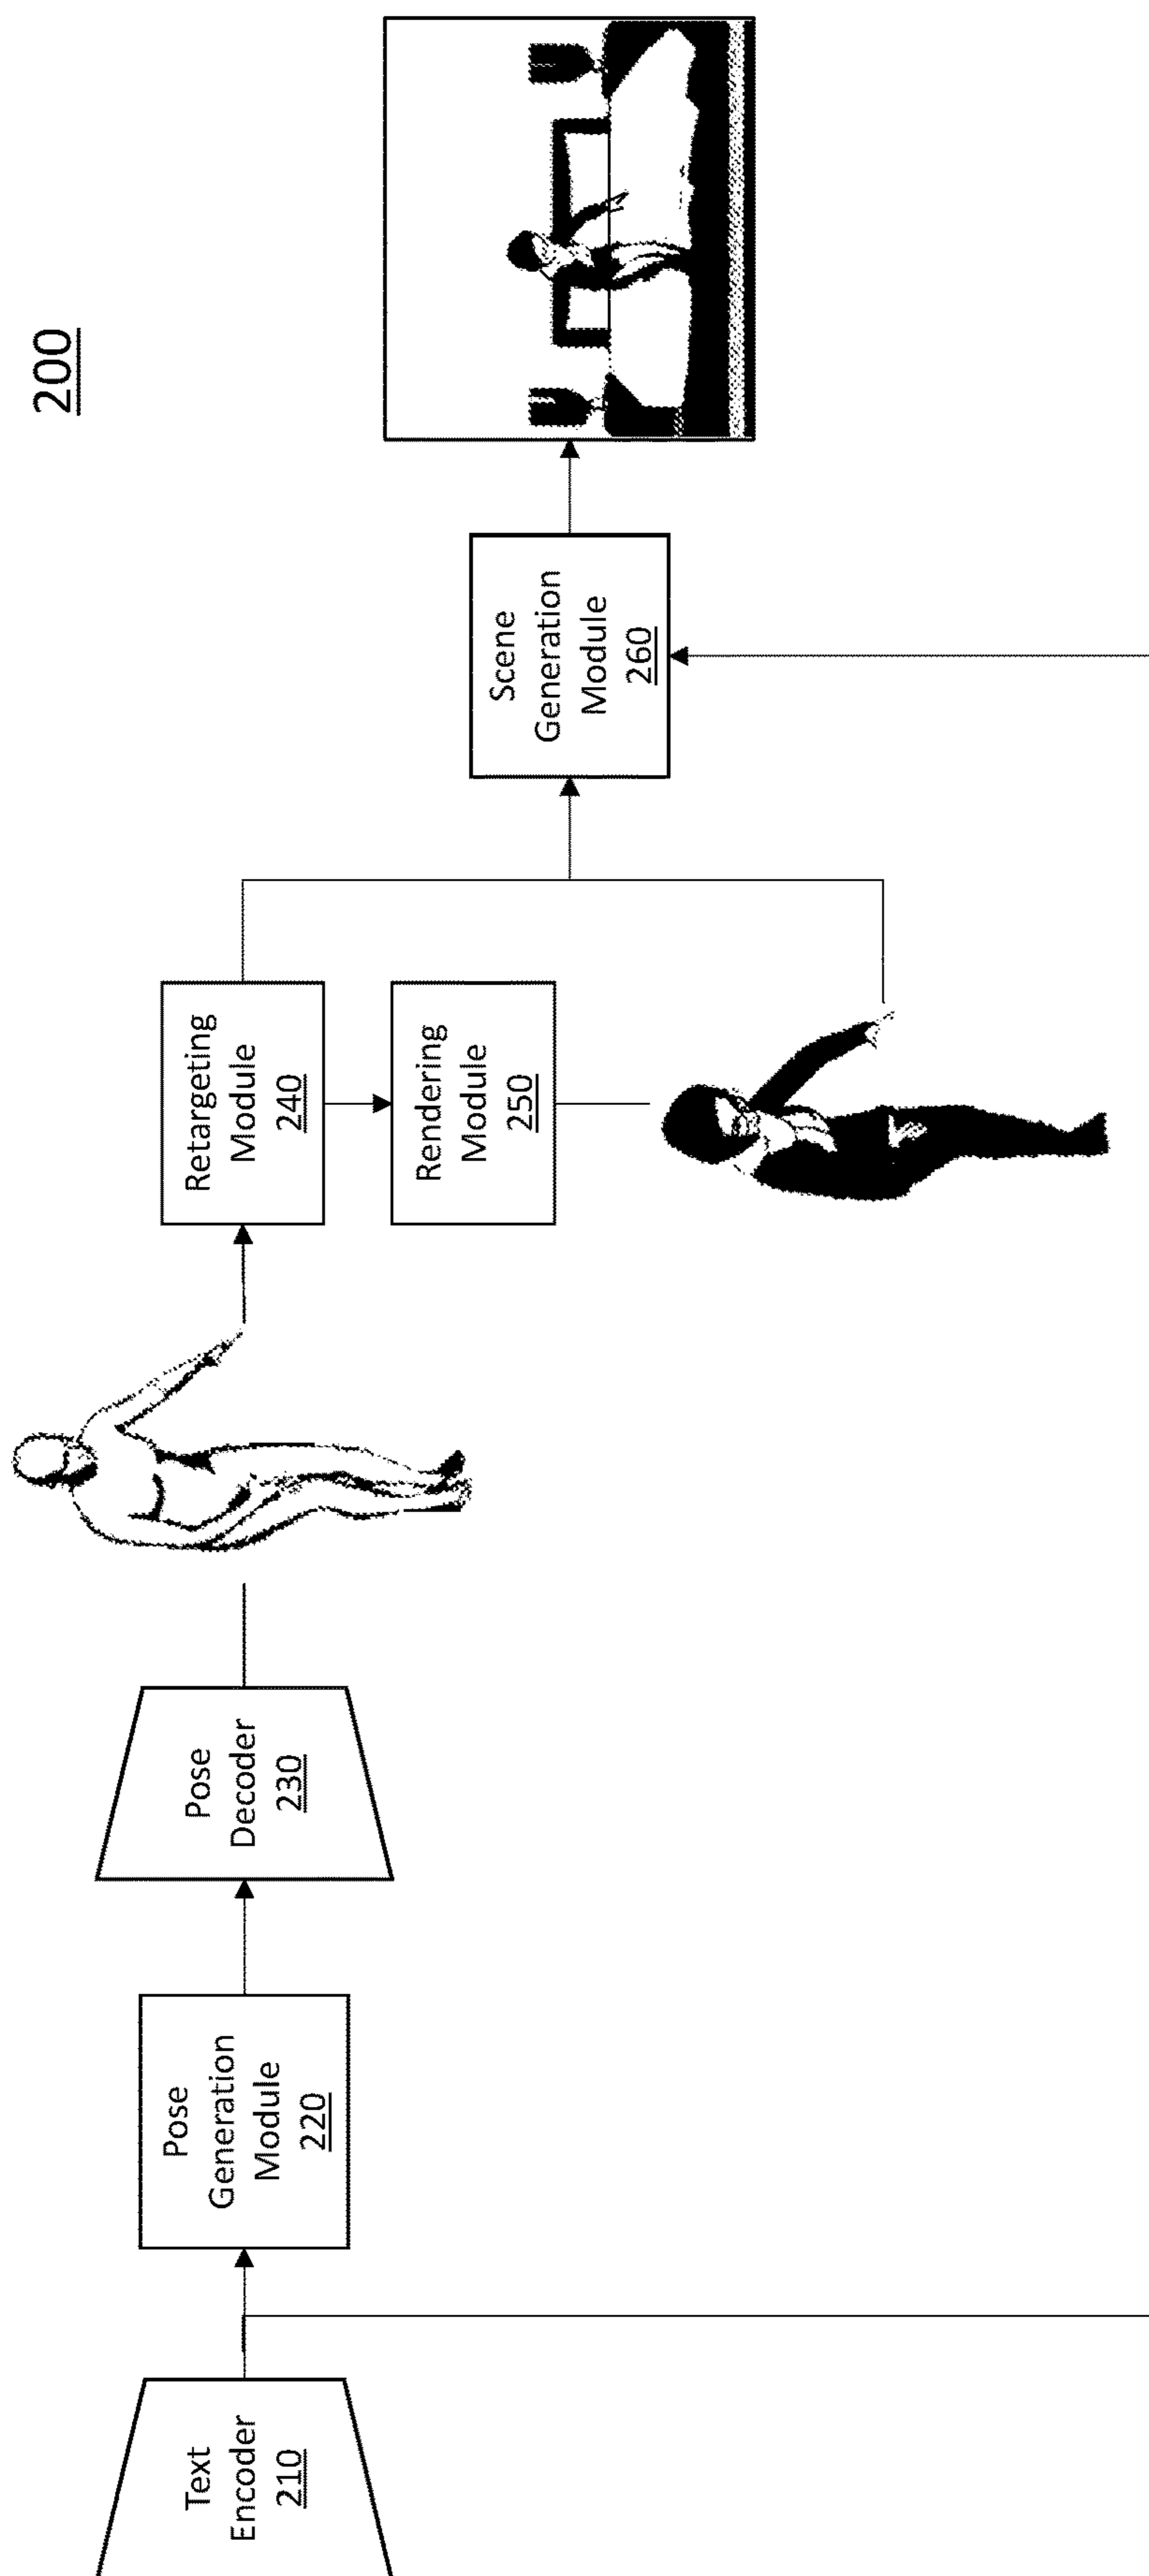 200
Text
Encoder
210
Pose
Generation
Module
220
Pose
Decoder
230
Retargeting
Module
240
Rendering
Module
250
Scene
Generation
Module
260